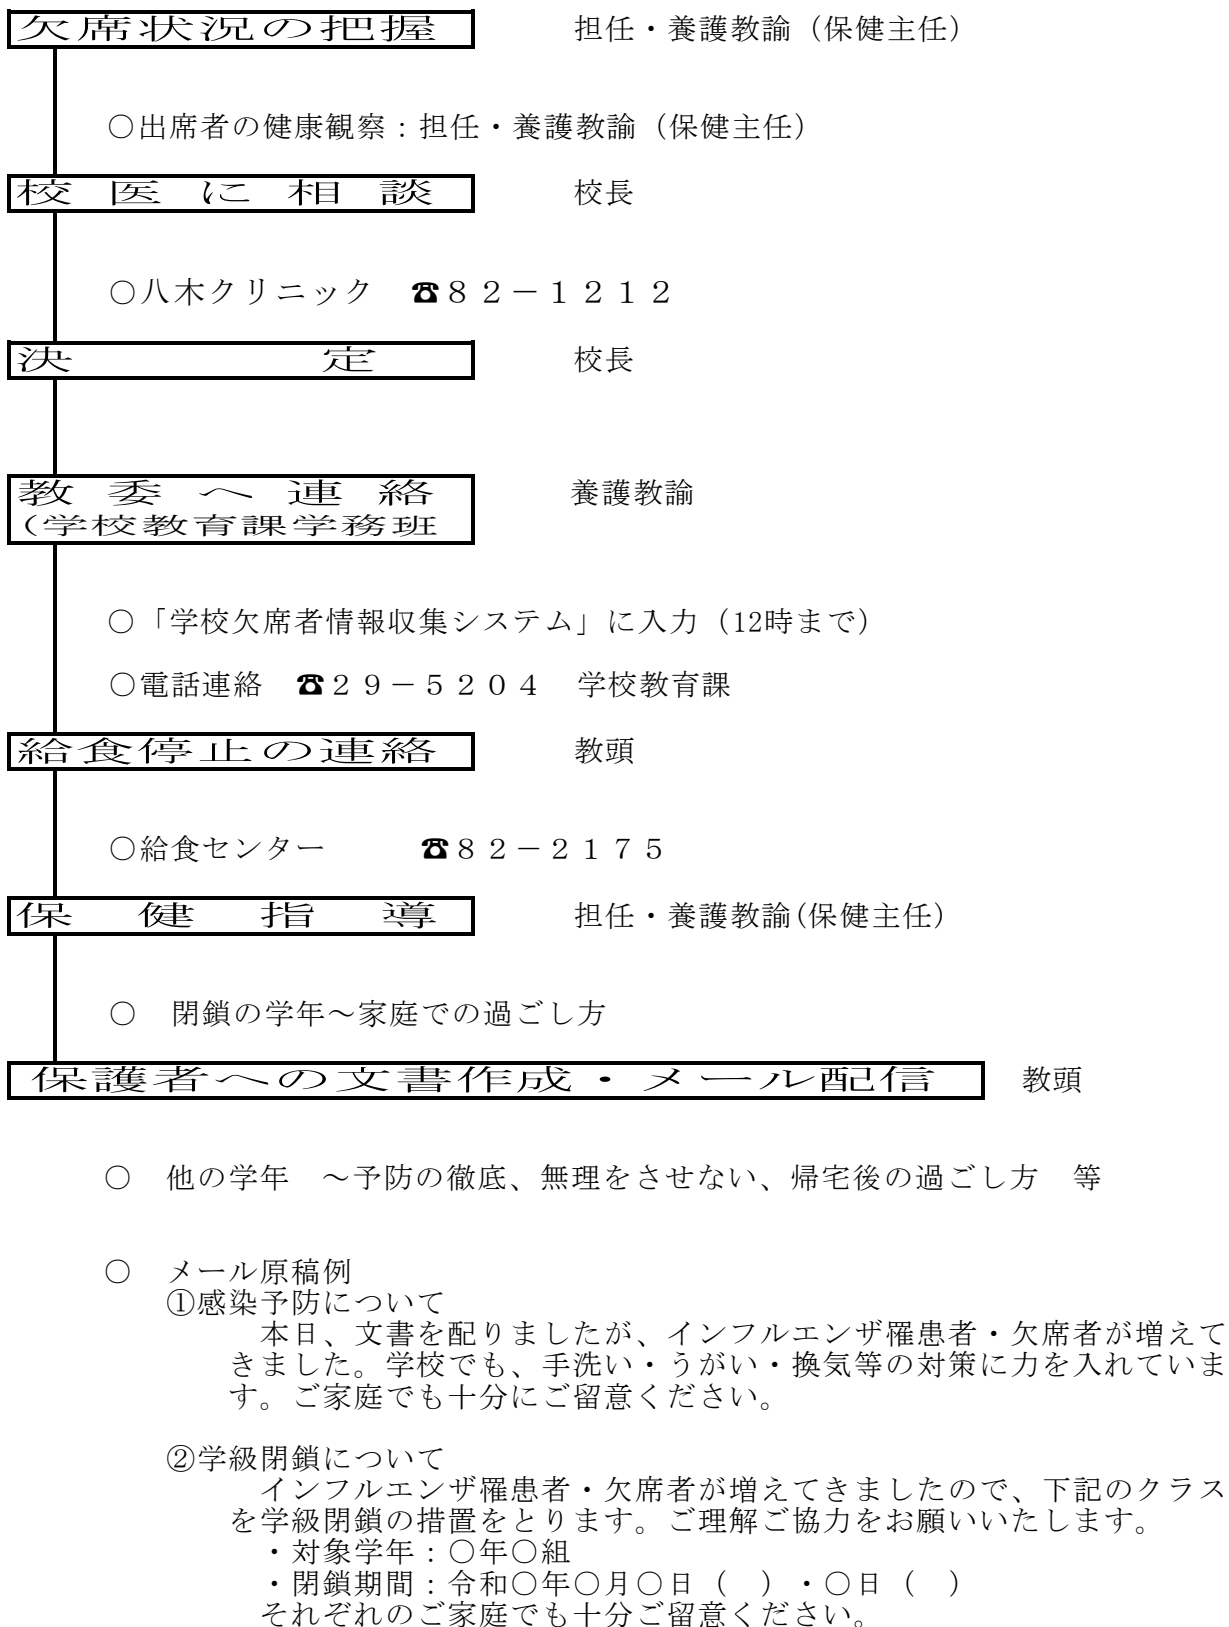 欠席状況の把握　担任・養護教諭（保健主任）
○出席者の健康観察：担任・養護教諭（保健主任）
校医に相談　校長
○八木クリニック　☎８２－１２１２
決定　校長
教委へ連絡　養護教諭
(学校教育課学務班
○「学校欠席者情報収集システム」に入力（12時まで）
○電話連絡　☎２９－５２０４　学校教育課
給食停止の連絡　教頭
○給食センター　☎８２－２１７５
保健指導　担任・養護教諭(保健主任）
○　閉鎖の学年～家庭での過ごし方
保護者への文書作成・メール配信　教頭
○　他の学年　～予防の徹底、無理をさせない、帰宅後の過ごし方　等
○　メール原稿例
①感染予防について
本日、文書を配りましたが、インフルエンザ罹患者・欠席者が増えて
きました。学校でも、手洗い・うがい・換気等の対策に力を入れていま
す。ご家庭でも十分にご留意ください。
②学級閉鎖について
インフルエンザ罹患者・欠席者が増えてきましたので、下記のクラス
を学級閉鎖の措置をとります。ご理解ご協力をお願いいたします。
・対象学年：○年○組
・閉鎖期間：令和○年○月○日（　）・○日（　）
それぞれのご家庭でも十分ご留意ください。